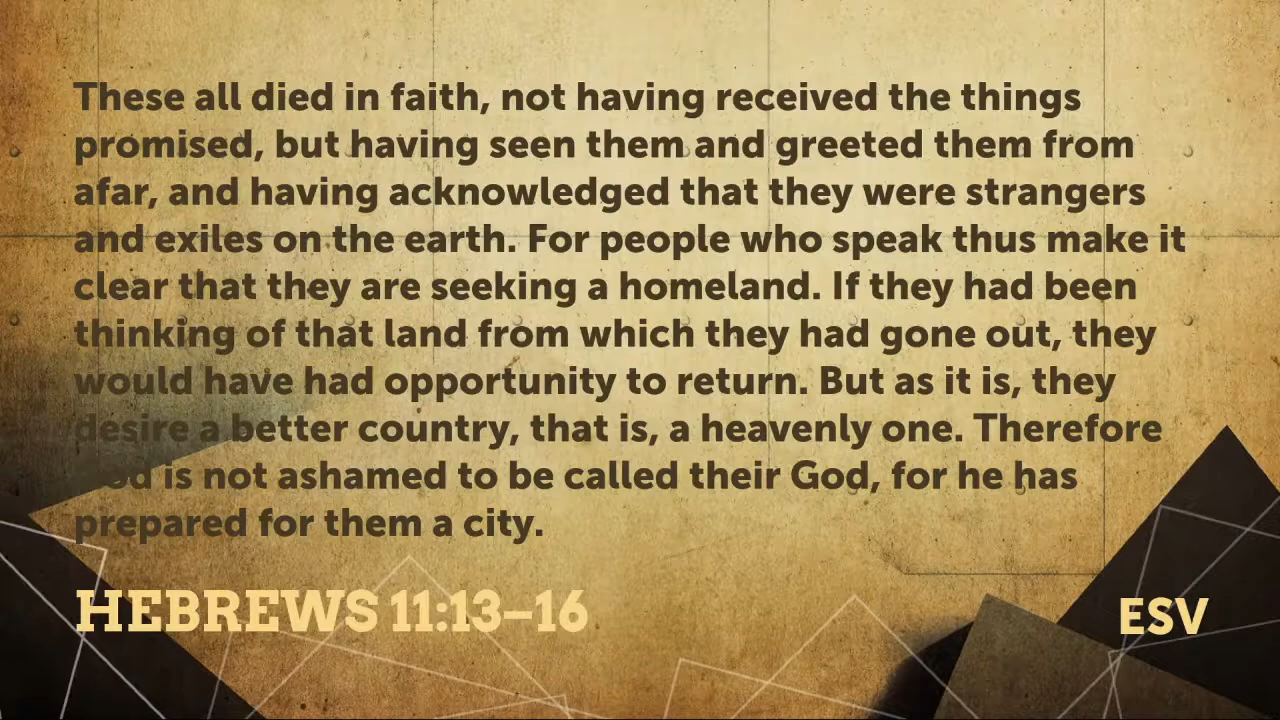 These all died in faith, not having received the things
promised, but having seen them and greeted them from
afar, and having acknowledged that they were strangers
and exiles on the earth. For people who speak thus make it
clear that they are seeking a homeland. If they had been
thinking of that land from which they had gone out, they
would have had opportunity to return. But as it is, they
desire a better country, that is, a heavenly one. Therefore
God is not ashamed to be called their God, for he has
prepared for them a city.
HEBREWS 11:13–16
ESV